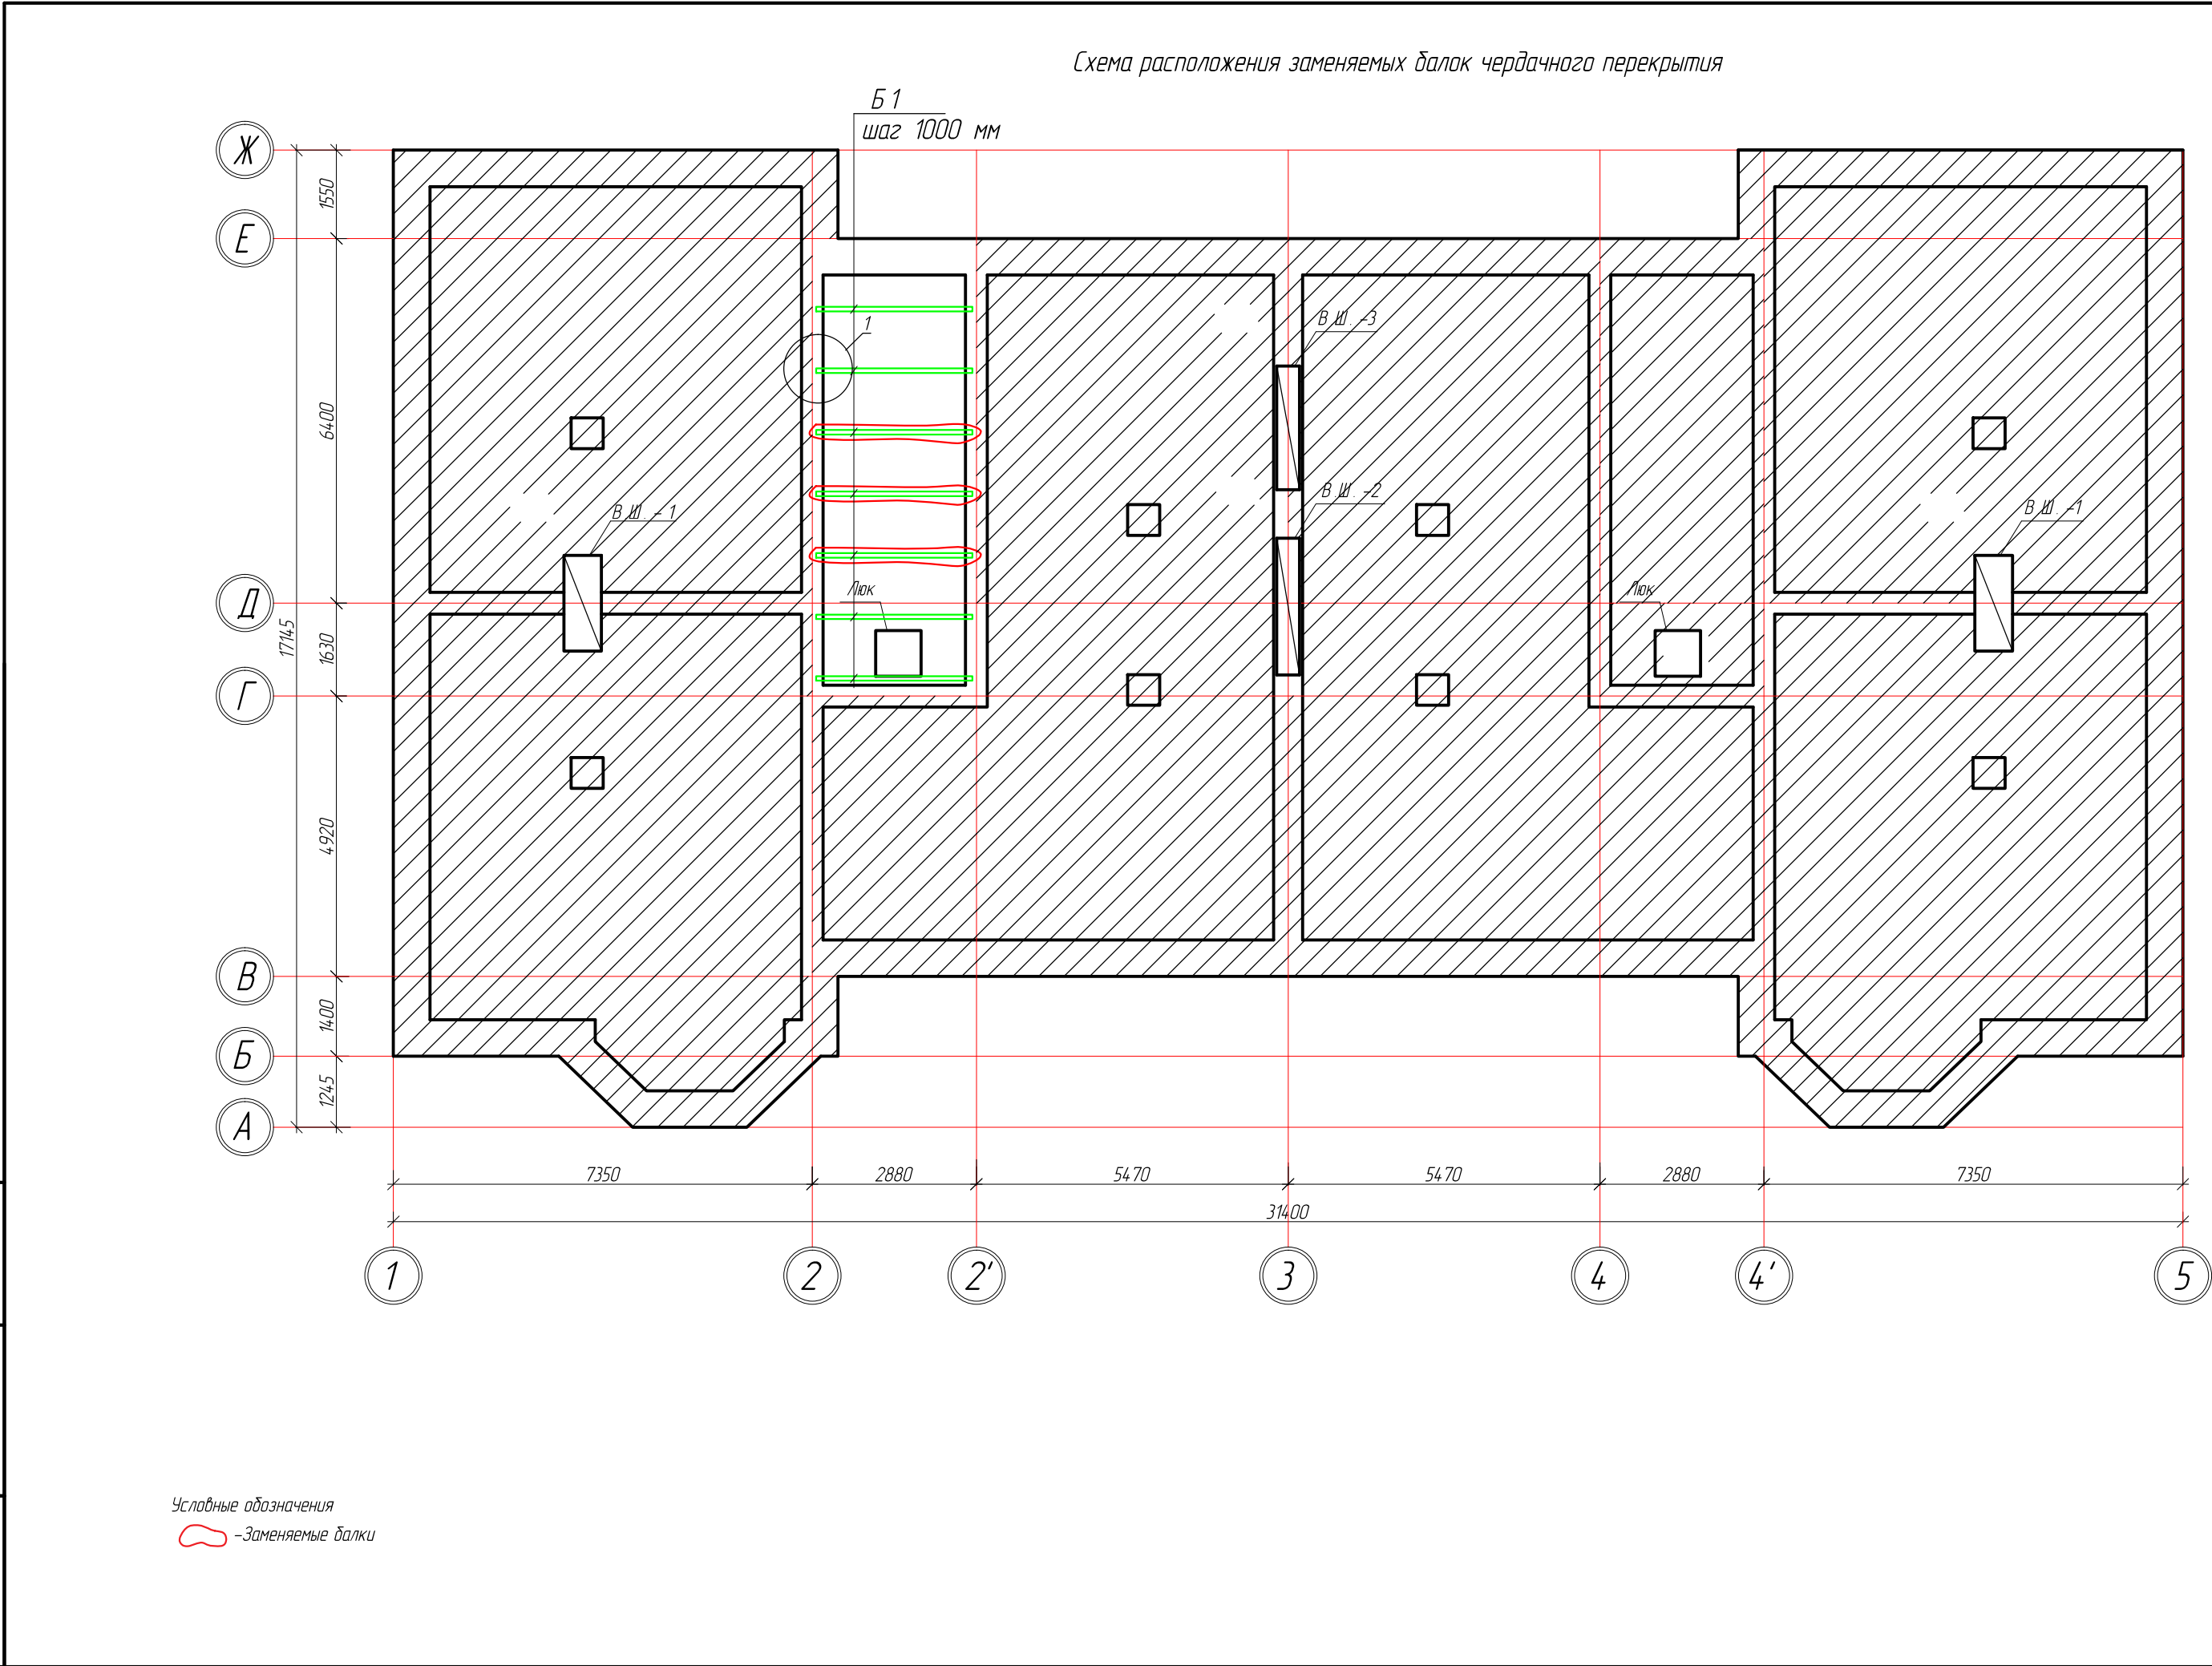 Схема расположения заменяемых балок чердачного перекрытия
Б 1
шаг 1000 мм
Ж
1550
Е
1
В.Ш.-3
6400
В.Ш.-2
В.Ш.-1
В.Ш.-1
Люк
Люк
Д
17145
1630
Г
4920
В
1400
Б
1245
А
7350
2880
5470
5470
2880
7350
31400
1
2
2'
3
4
4'
5
Условные обозначения
-Заменяемые балки